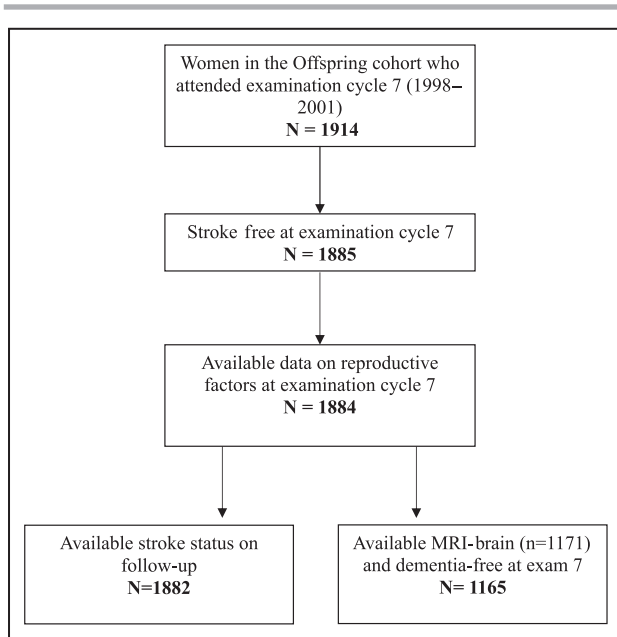 Women in the Offspring cohort who
attended examination cycle 7 (1998–
2001)
N = 1914
Stroke free at examination cycle 7
N = 1885
Available data on reproductive
factors at examination cycle 7
N = 1884
Available stroke status on
follow-up
N=1882
Available MRI-brain (n=1171)
and dementia-free at exam 7
N= 1165